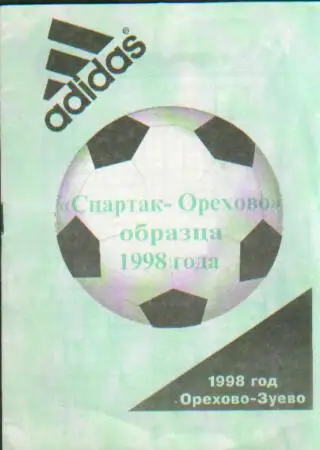 adidas
«Спартак- Орехово»
образца
1998 года
1998 год
Орехово-Зуево